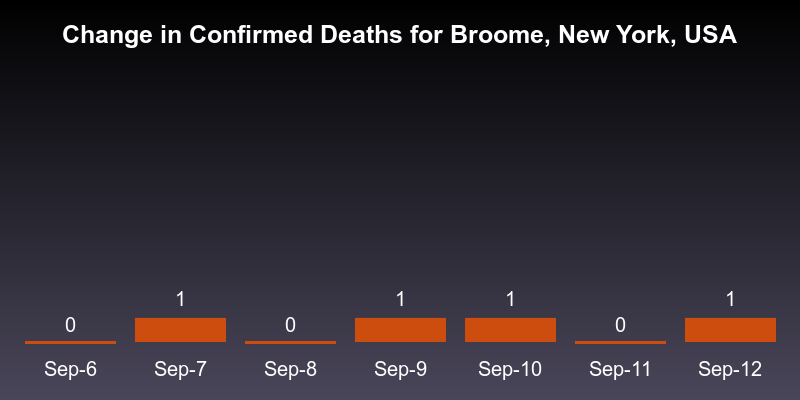 Change in Confirmed Deaths for Broome, New York, USA
0 1 0 1 1 0 1
Sep-6 Sep-7 Sep-8 Sep-9 Sep-10 Sep-11 Sep-12